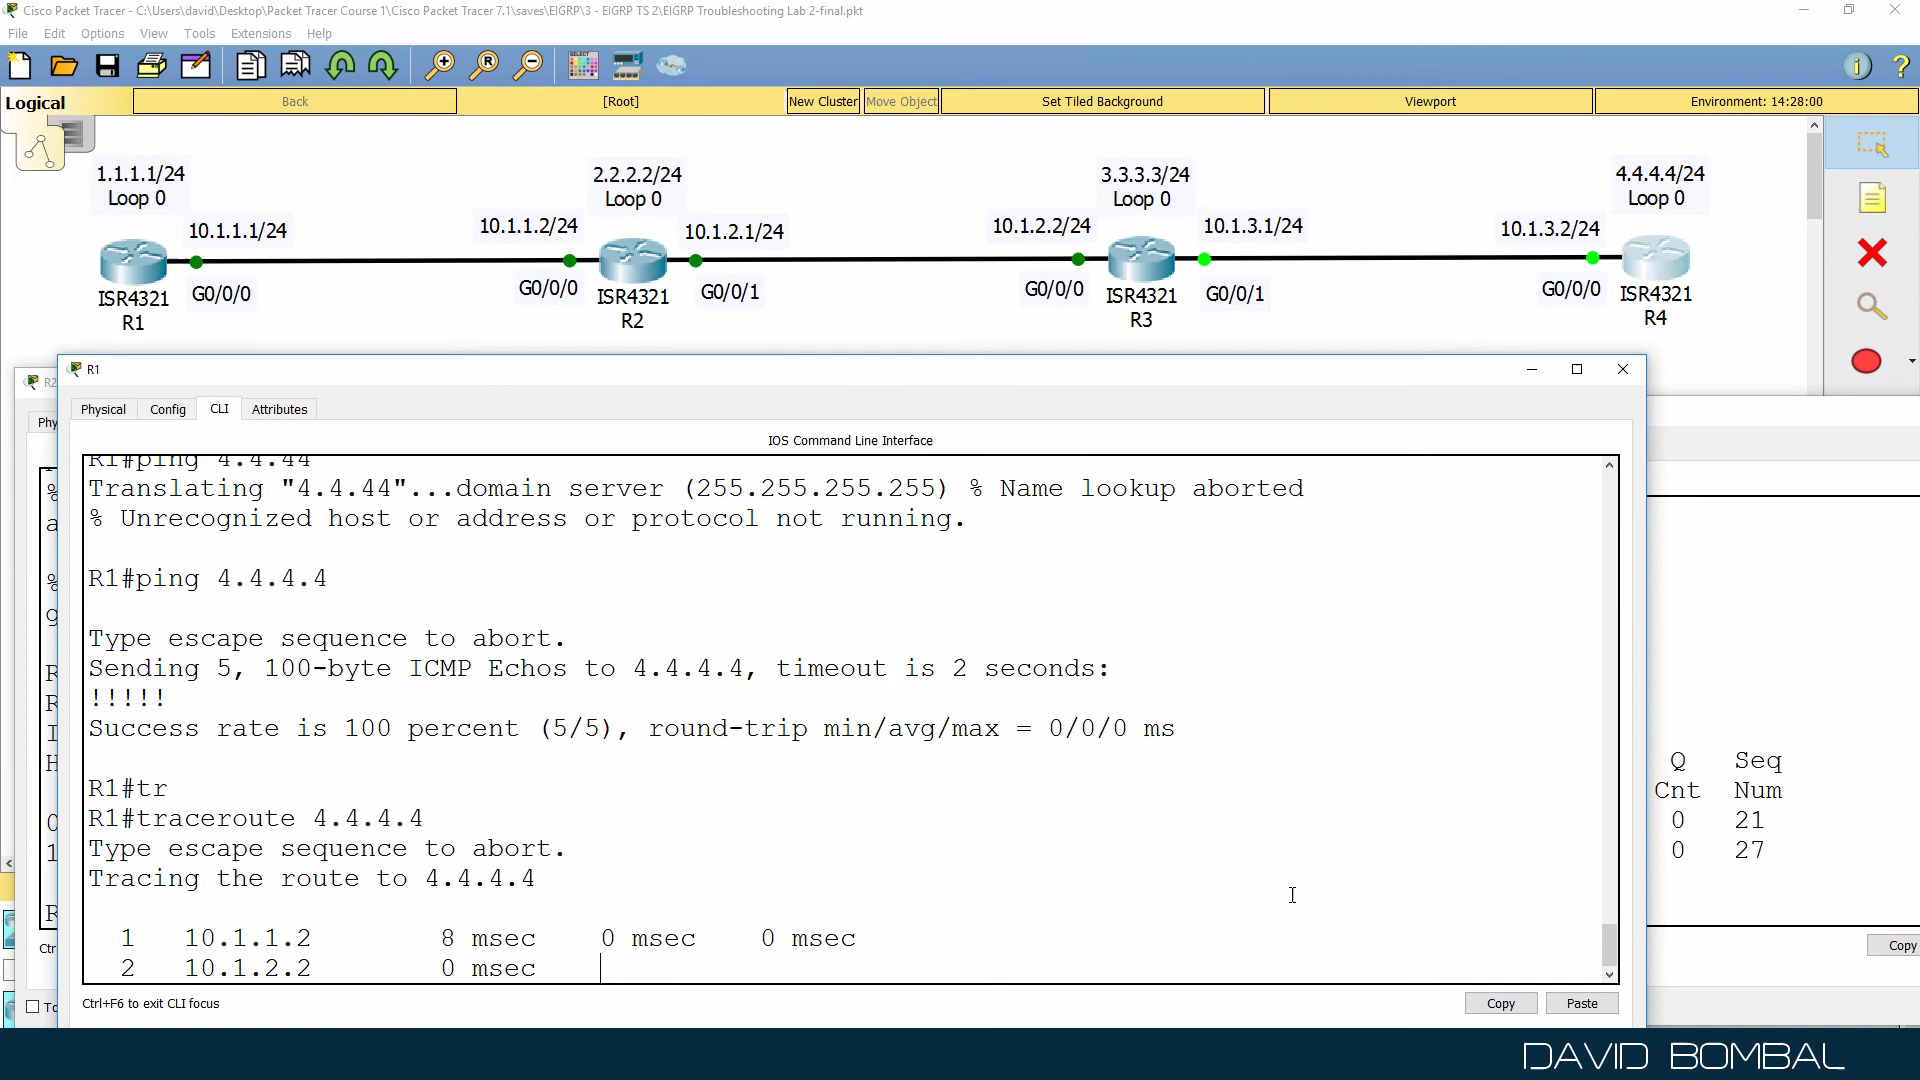 Cisco Packet Tracer - C:\Users\david\Desktop\Packet Tracer Course 1\Cisco Packet Tracer 7.1\saves\EIGRP\3 - EIGRP TS 2\EIGRP Troubleshooting Lab 2-final.pkt
File Edit Options View Tools Extensions Help
Logical Back [Root] New Cluster Move Object Set Tiled Background Viewport Environment: 14:28:00
1.1.1.1/24
Loop 0
10.1.1.1/24
G0/0/0
ISR4321
R1
2.2.2.2/24
Loop 0
10.1.1.2/24
10.1.2.1/24
G0/0/0
G0/0/1
ISR4321
R2
3.3.3.3/24
Loop 0
10.1.2.2/24
10.1.3.1/24
G0/0/0
G0/0/1
ISR4321
R3
4.4.4.4/24
Loop 0
10.1.3.2/24
G0/0/0
ISR4321
R4
R1
Physical Config CLI Attributes
IOS Command Line Interface
R1#ping 4.4.44
Translating "4.4.44"...domain server (255.255.255.255) % Name lookup aborted
% Unrecognized host or address or protocol not running.
R1#ping 4.4.4.4
Type escape sequence to abort.
Sending 5, 100-byte ICMP Echos to 4.4.4.4, timeout is 2 seconds:
!!!!!
Success rate is 100 percent (5/5), round-trip min/avg/max = 0/0/0 ms
R1#tr
R1#traceroute 4.4.4.4
Type escape sequence to abort.
Tracing the route to 4.4.4.4
1 10.1.1.2 8 msec 0 msec 0 msec
2 10.1.2.2 0 msec
Ctrl+F6 to exit CLI focus
Copy Paste
Q Seq
Cnt Num
0 21
0 27
Copy
DAVID BOMBAL